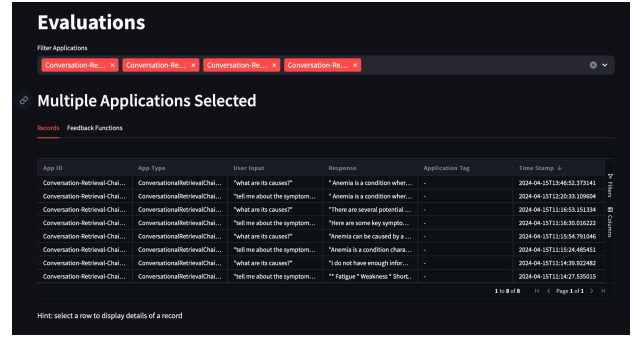 Evaluations
Filter Applications
Conversation-Re... × Conversation-Re... × Conversation-Re... × Conversation-Re... ×
Multiple Applications Selected
Records Feedback Functions
App ID App Type User Input Response Application Tag Time Stamp ↓
Conversation-Retrieval-Chai... ConversationalRetrievalChai... "what are its causes?" " Anemia is a condition wher... - 2024-04-15T13:46:52.373141
Conversation-Retrieval-Chai... ConversationalRetrievalChai... "tell me about the symptom... " Anemia is a condition wher... - 2024-04-15T12:20:33.109604
Conversation-Retrieval-Chai... ConversationalRetrievalChai... "what are its causes?" "There are several potential ... - 2024-04-15T11:16:53.151334
Conversation-Retrieval-Chai... ConversationalRetrievalChai... "tell me about the symptom... "Here are some key sympto... - 2024-04-15T11:16:30.016222
Conversation-Retrieval-Chai... ConversationalRetrievalChai... "what are its causes?" "Anemia can be caused by a ... - 2024-04-15T11:15:54.791046
Conversation-Retrieval-Chai... ConversationalRetrievalChai... "tell me about the symptom... "Anemia is a condition chara... - 2024-04-15T11:15:24.485451
Conversation-Retrieval-Chai... ConversationalRetrievalChai... "what are its causes?" "I do not have enough infor... - 2024-04-15T11:14:39.922482
Conversation-Retrieval-Chai... ConversationalRetrievalChai... "tell me about the symptom... "* Fatigue * Weakness * Short... - 2024-04-15T11:14:27.535015
Filters
Columns
1 to 8 of 8 Page 1 of 1
Hint: select a row to display details of a record